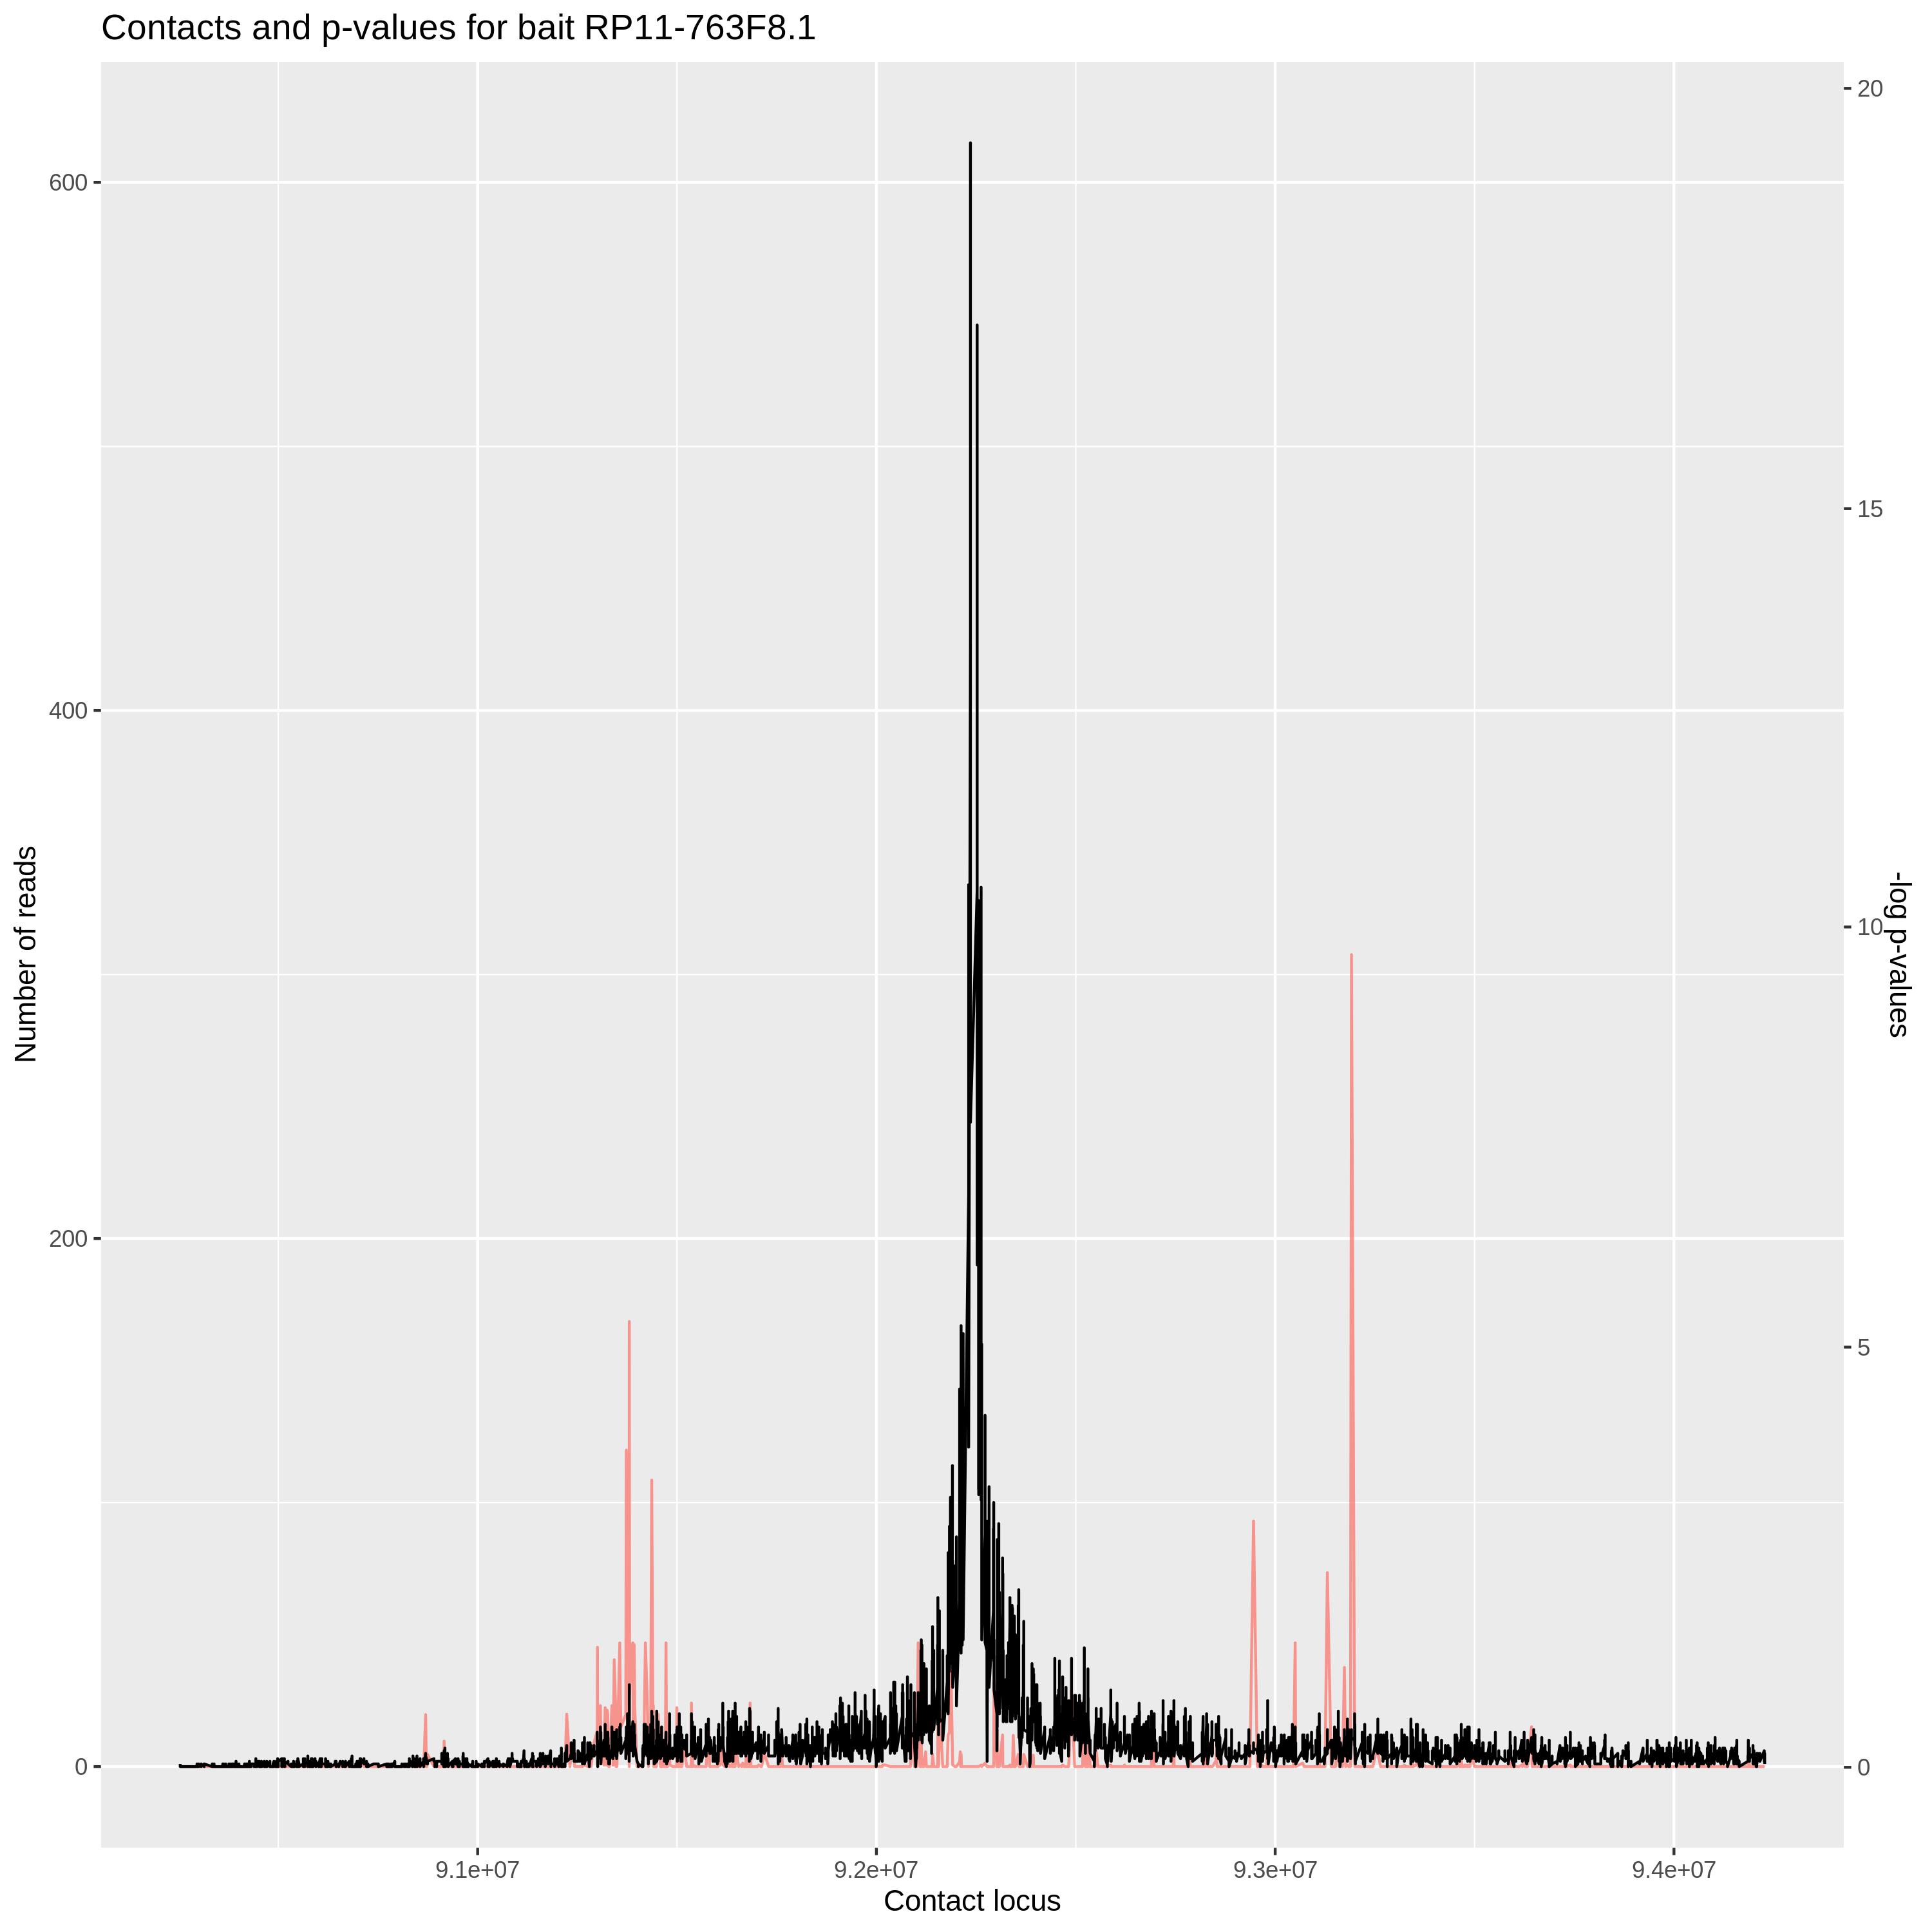 Contacts and p-values for bait RP11-763F8.1
600
400
200
0
Number of reads
20
15
10
5
0
-log p-values
9.1e+07 9.2e+07 9.3e+07 9.4e+07
Contact locus